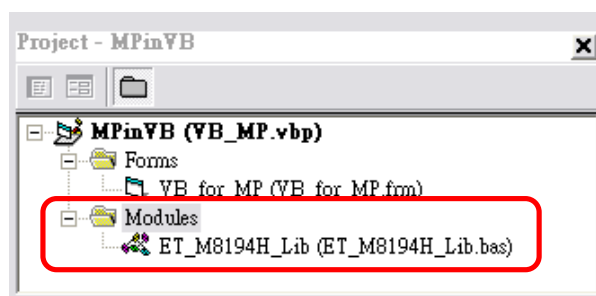 Project - MPinVB
MPinVB (VB_MP.vbp)
Forms
VB_for_MP (VB_for_MP.frm)
Modules
ET_M8194H_Lib (ET_M8194H_Lib.bas)